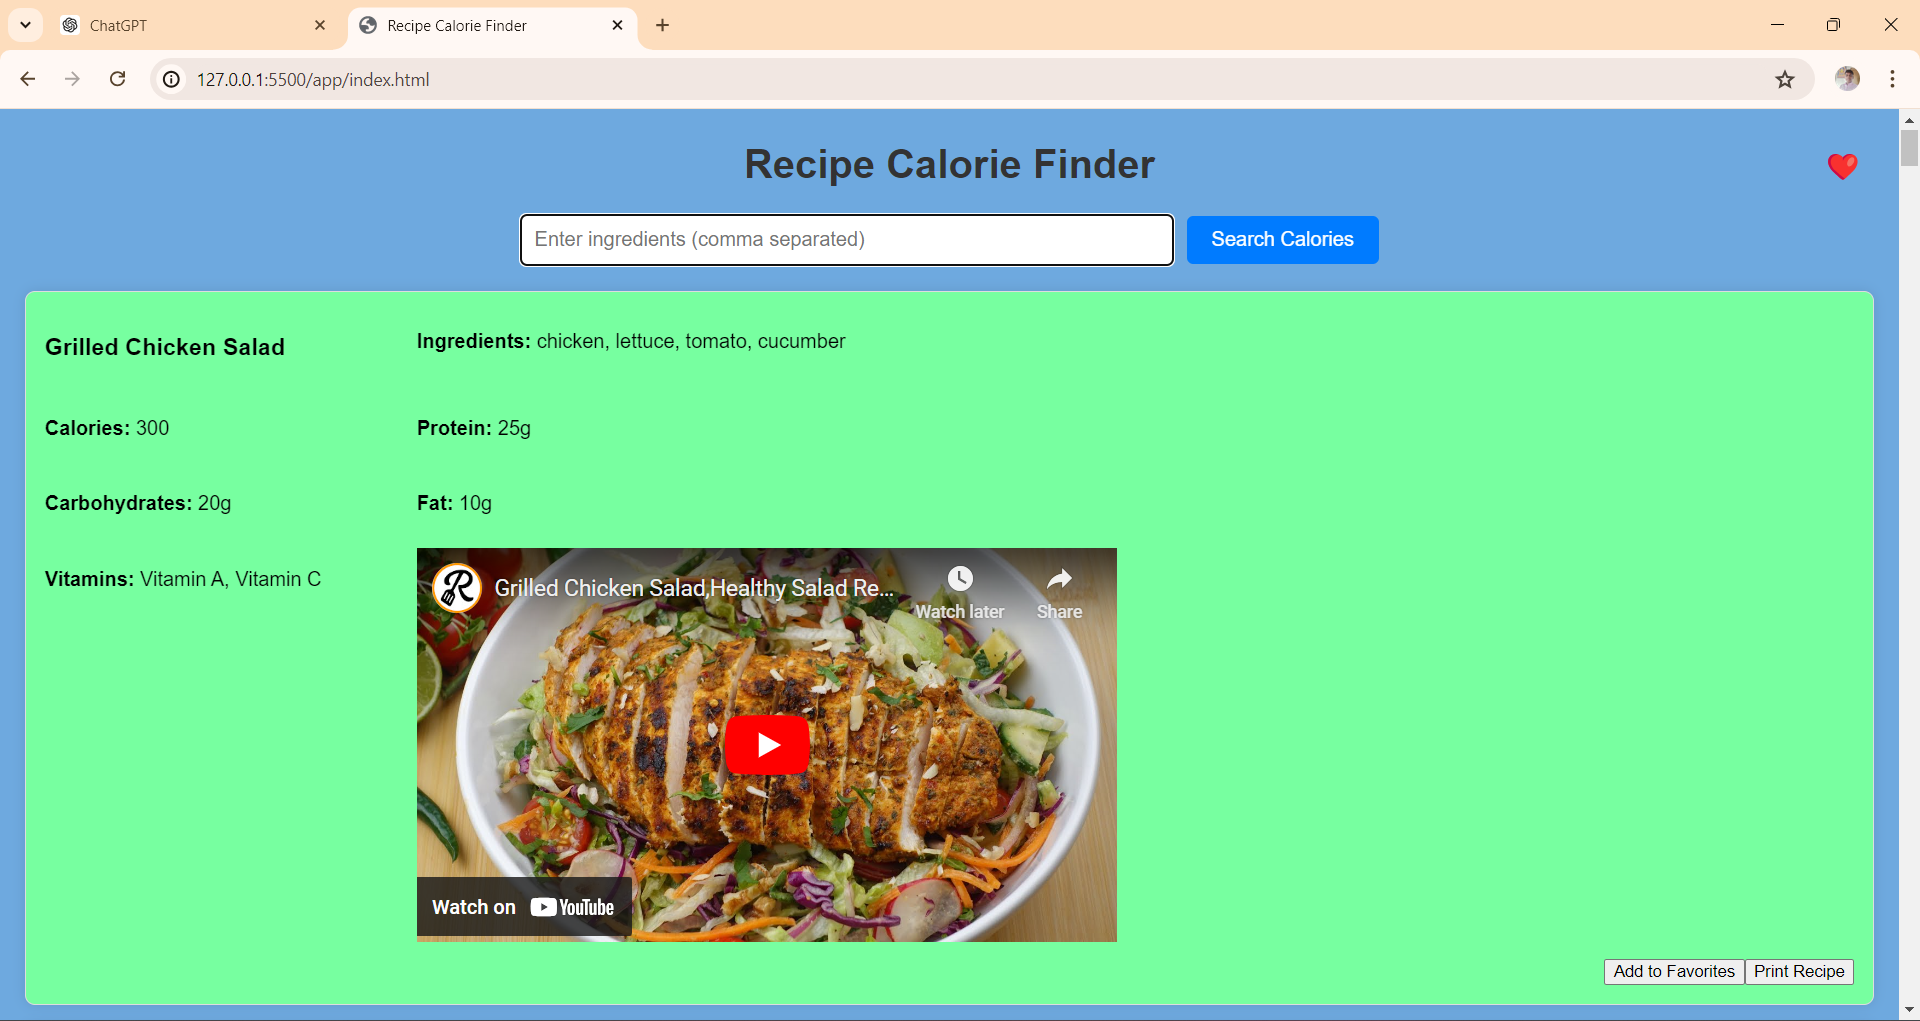 ChatGPT
Recipe Calorie Finder
127.0.0.1:5500/app/index.html
Recipe Calorie Finder
Enter ingredients (comma separated)
Search Calories
Grilled Chicken Salad
Ingredients: chicken, lettuce, tomato, cucumber
Calories: 300
Protein: 25g
Carbohydrates: 20g
Fat: 10g
Vitamins: Vitamin A, Vitamin C
R
Grilled Chicken Salad,Healthy Salad Re...
Watch later
Share
Watch on YouTube
Add to Favorites
Print Recipe